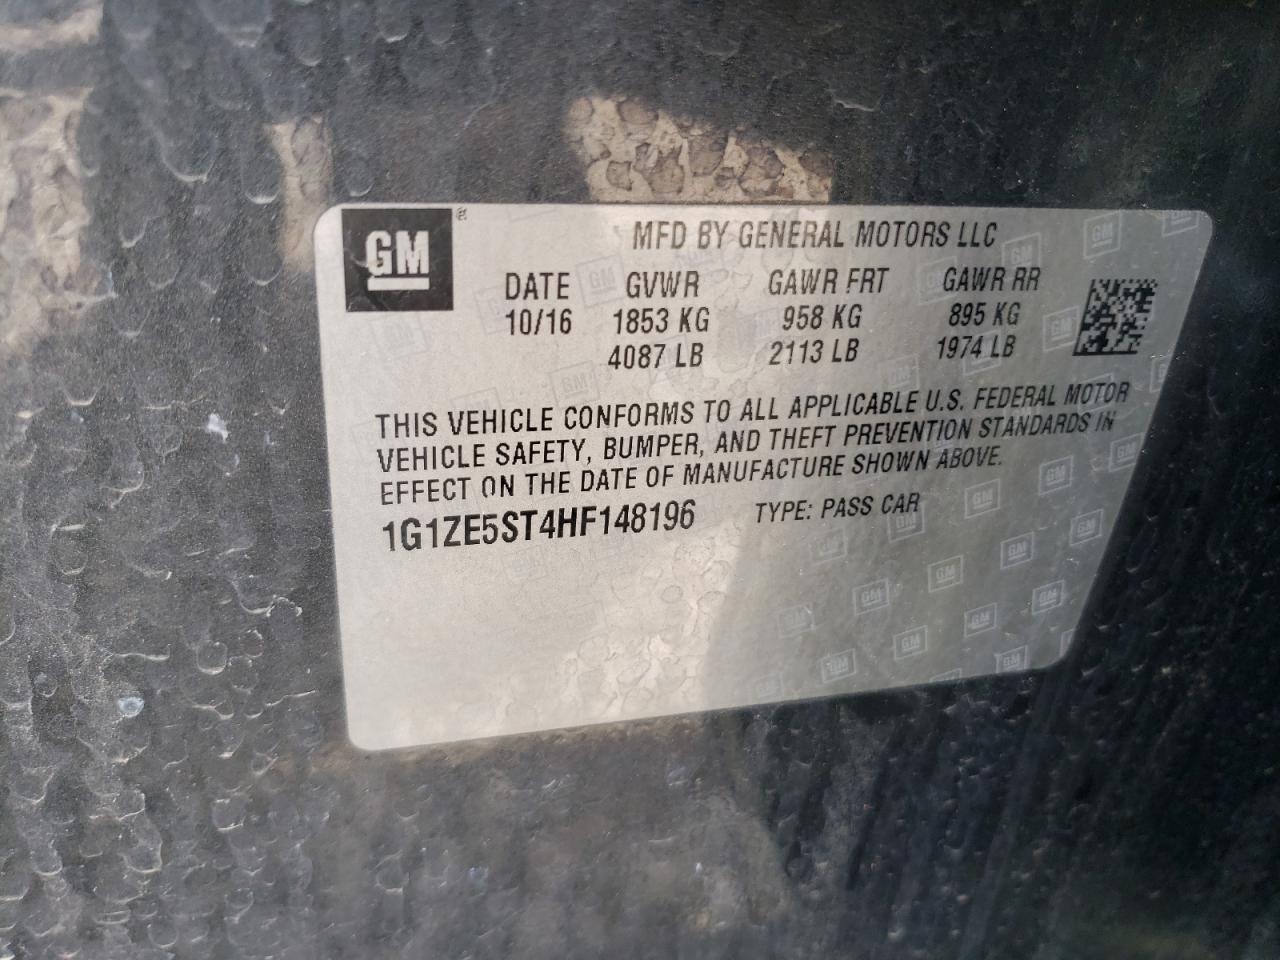 GM®
MFD BY GENERAL MOTORS LLC
DATE GVWR GAWR FRT GAWR RR
10/16 1853 KG 958 KG 895 KG
4087 LB 2113 LB 1974 LB
THIS VEHICLE CONFORMS TO ALL APPLICABLE U.S. FEDERAL MOTOR
VEHICLE SAFETY, BUMPER, AND THEFT PREVENTION STANDARDS IN
EFFECT ON THE DATE OF MANUFACTURE SHOWN ABOVE.
1G1ZE5ST4HF148196 TYPE: PASS CAR